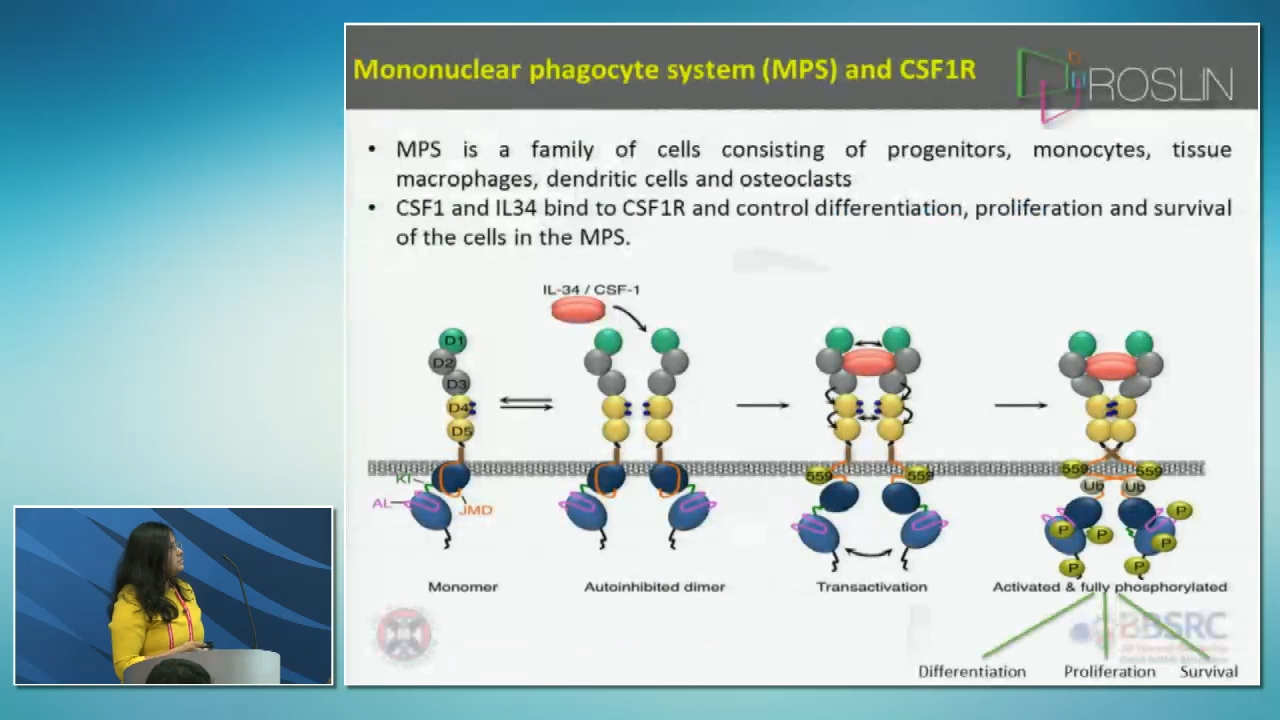 Mononuclear phagocyte system (MPS) and CSF1R
ROSLIN
• MPS is a family of cells consisting of progenitors, monocytes, tissue
macrophages, dendritic cells and osteoclasts
• CSF1 and IL34 bind to CSF1R and control differentiation, proliferation and survival
of the cells in the MPS.
IL-34 / CSF-1
D1
D2
D3
D4
D5
559
559
559
559
KI
Ub
Ub
AL
JMD
P
P
P
P
P
P
Monomer
Autoinhibited dimer
Transactivation
Activated & fully phosphorylated
BBSRC
Differentiation
Proliferation
Survival